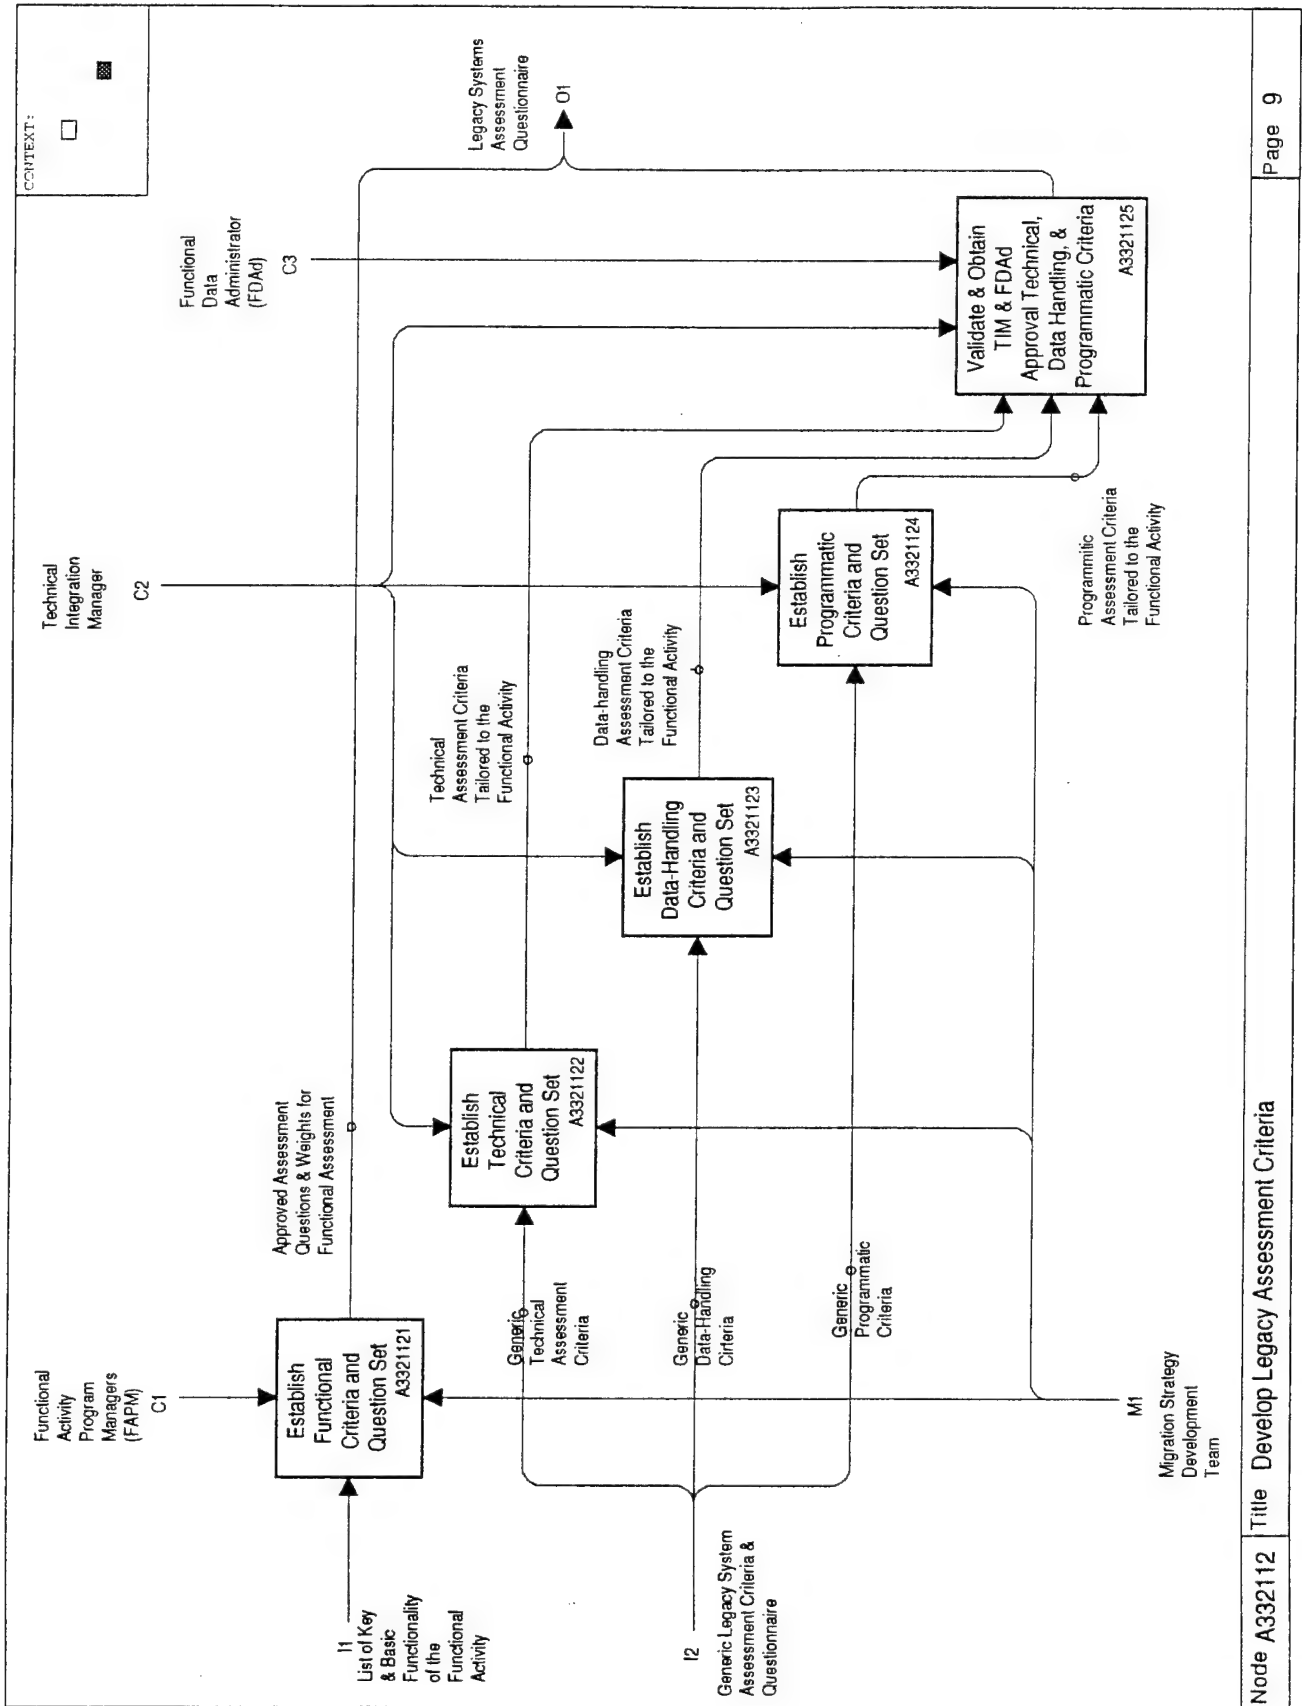 CONTEXT:
Functional
Activity
Program
Managers
(FAPM)
C1
Technical
Integration
Manager
C2
Functional
Data
Administrator
(FDAd)
C3
I1
List of Key
& Basic
Functionality
of the
Functional
Activity
Establish
Functional
Criteria and
Question Set
A3321121
Approved Assessment
Questions & Weights for
Functional Assessment
Legacy Systems
Assessment
Questionnaire
O1
Generic
Technical
Assessment
Criteria
Establish
Technical
Criteria and
Question Set
A3321122
Technical
Assessment Criteria
Tailored to the
Functional Activity
I2
Generic Legacy System
Assessment Criteria &
Questionnaire
Generic
Data-Handling
Cirteria
Establish
Data-Handling
Criteria and
Question Set
A3321123
Data-handling
Assessment Criteria
Tailored to the
Functional Activity
Generic
Programmatic
Criteria
Establish
Programmatic
Criteria and
Question Set
A3321124
Programmitic
Assessment Criteria
Tailored to the
Functional Activity
Validate & Obtain
TIM & FDAd
Approval Technical,
Data Handling, &
Programmatic Criteria
A3321125
M1
Migration Strategy
Development
Team
Node A332112
Title Develop Legacy Assessment Criteria
Page 9